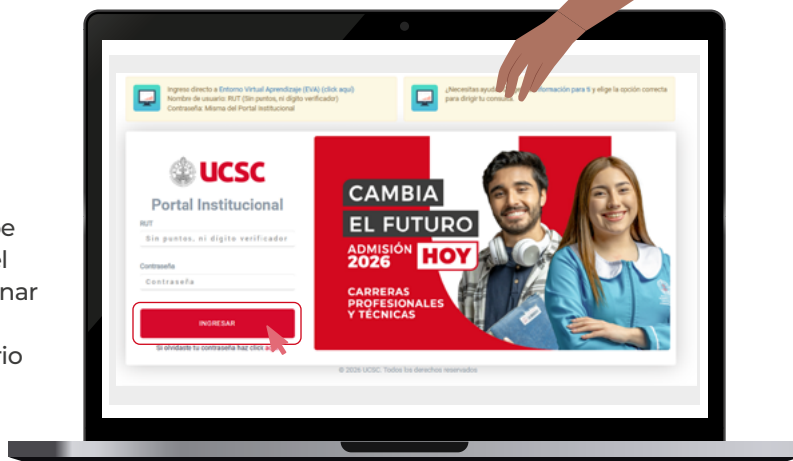 Ingreso directo a Entorno Virtual Aprendizaje (EVA) (click aquí)
Nombre de usuario: RUT (Sin puntos, ni dígito verificador)
Contraseña: Misma del Portal Institucional
¿Necesitas ayud formación para ti y elige la opción correcta
para dirigir tu consulta.
UCSC
Portal Institucional
RUT
Sin puntos, ni dígito verificador
Contraseña
Contraseña
INGRESAR
Si olvidaste tu contraseña haz click a
CAMBIA
EL FUTURO
ADMISIÓN
2026 HOY
CARRERAS
PROFESIONALES
Y TÉCNICAS
© 2026 UCSC. Todos los derechos reservados
nar